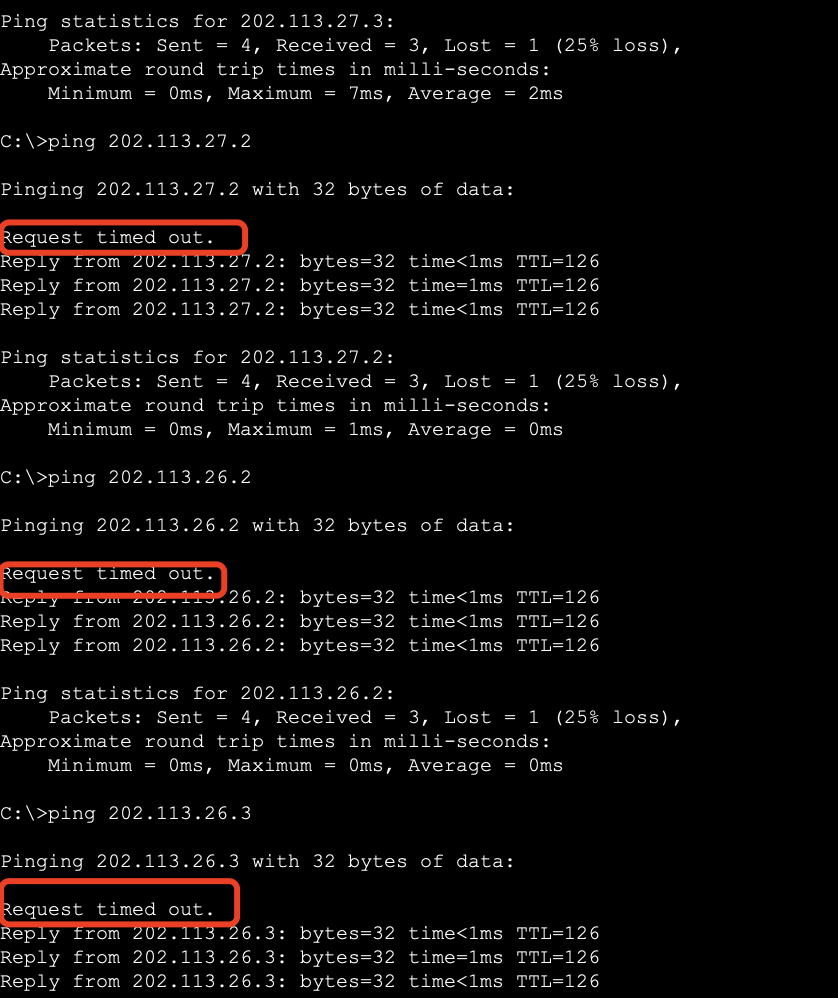 Ping statistics for 202.113.27.3:
    Packets: Sent = 4, Received = 3, Lost = 1 (25% loss),
Approximate round trip times in milli-seconds:
    Minimum = 0ms, Maximum = 7ms, Average = 2ms
C:\>ping 202.113.27.2
Pinging 202.113.27.2 with 32 bytes of data:
Request timed out.
Reply from 202.113.27.2: bytes=32 time<1ms TTL=126
Reply from 202.113.27.2: bytes=32 time=1ms TTL=126
Reply from 202.113.27.2: bytes=32 time<1ms TTL=126
Ping statistics for 202.113.27.2:
    Packets: Sent = 4, Received = 3, Lost = 1 (25% loss),
Approximate round trip times in milli-seconds:
    Minimum = 0ms, Maximum = 1ms, Average = 0ms
C:\>ping 202.113.26.2
Pinging 202.113.26.2 with 32 bytes of data:
Request timed out.
Reply from 202.113.26.2: bytes=32 time<1ms TTL=126
Reply from 202.113.26.2: bytes=32 time<1ms TTL=126
Reply from 202.113.26.2: bytes=32 time<1ms TTL=126
Ping statistics for 202.113.26.2:
    Packets: Sent = 4, Received = 3, Lost = 1 (25% loss),
Approximate round trip times in milli-seconds:
    Minimum = 0ms, Maximum = 0ms, Average = 0ms
C:\>ping 202.113.26.3
Pinging 202.113.26.3 with 32 bytes of data:
Request timed out.
Reply from 202.113.26.3: bytes=32 time<1ms TTL=126
Reply from 202.113.26.3: bytes=32 time=1ms TTL=126
Reply from 202.113.26.3: bytes=32 time<1ms TTL=126